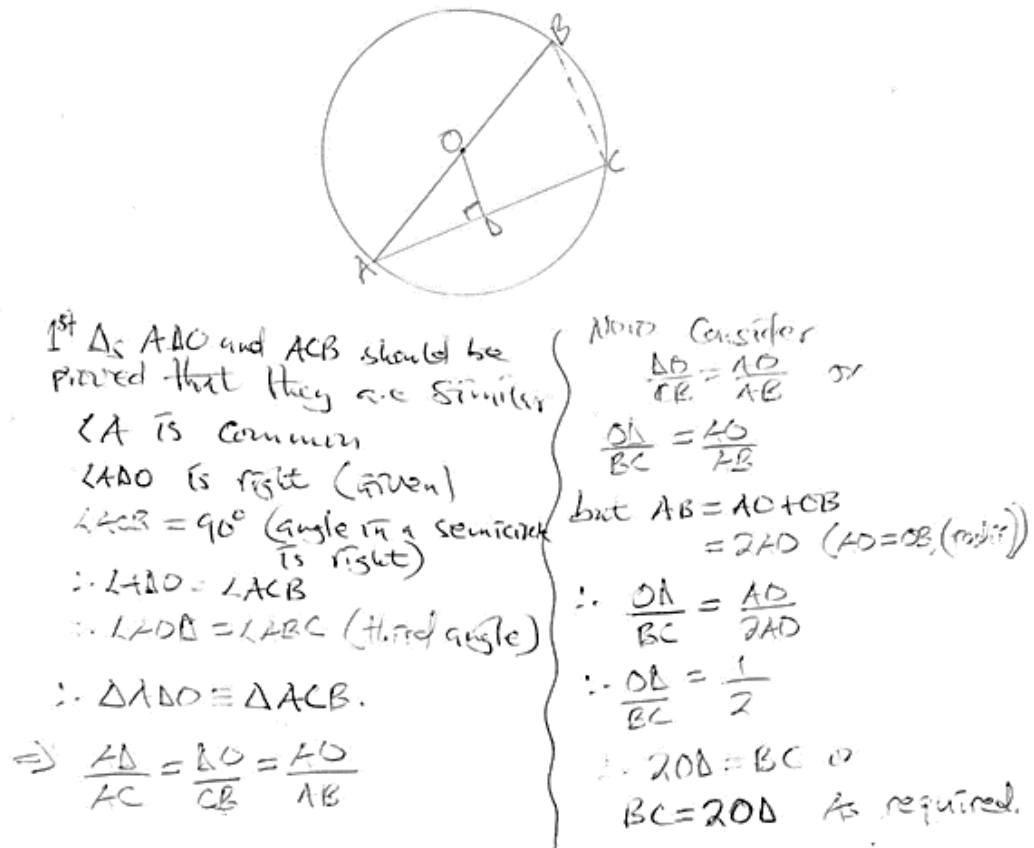 B
O
C
D
A
1st Δs ADO and ACB should be
proved that they are similar
∠A is common
∠ADO is right (given)
∠ACB = 90° (angle in a semicircle
is right)
∴ ∠ADO = ∠ACB
∴ ∠AOD = ∠ABC (third angle)
∴ ΔADO ≡ ΔACB.
⇒ AD/AC = DO/CB = AO/AB
Now Consider
DO/CB = AO/AB or
OD/BC = AO/AB
but AB = AO + OB
= 2AO (AO = OB, (radii))
∴ OD/BC = AO/2AO
∴ OD/BC = 1/2
∴ 2OD = BC or
BC = 2OD As required.